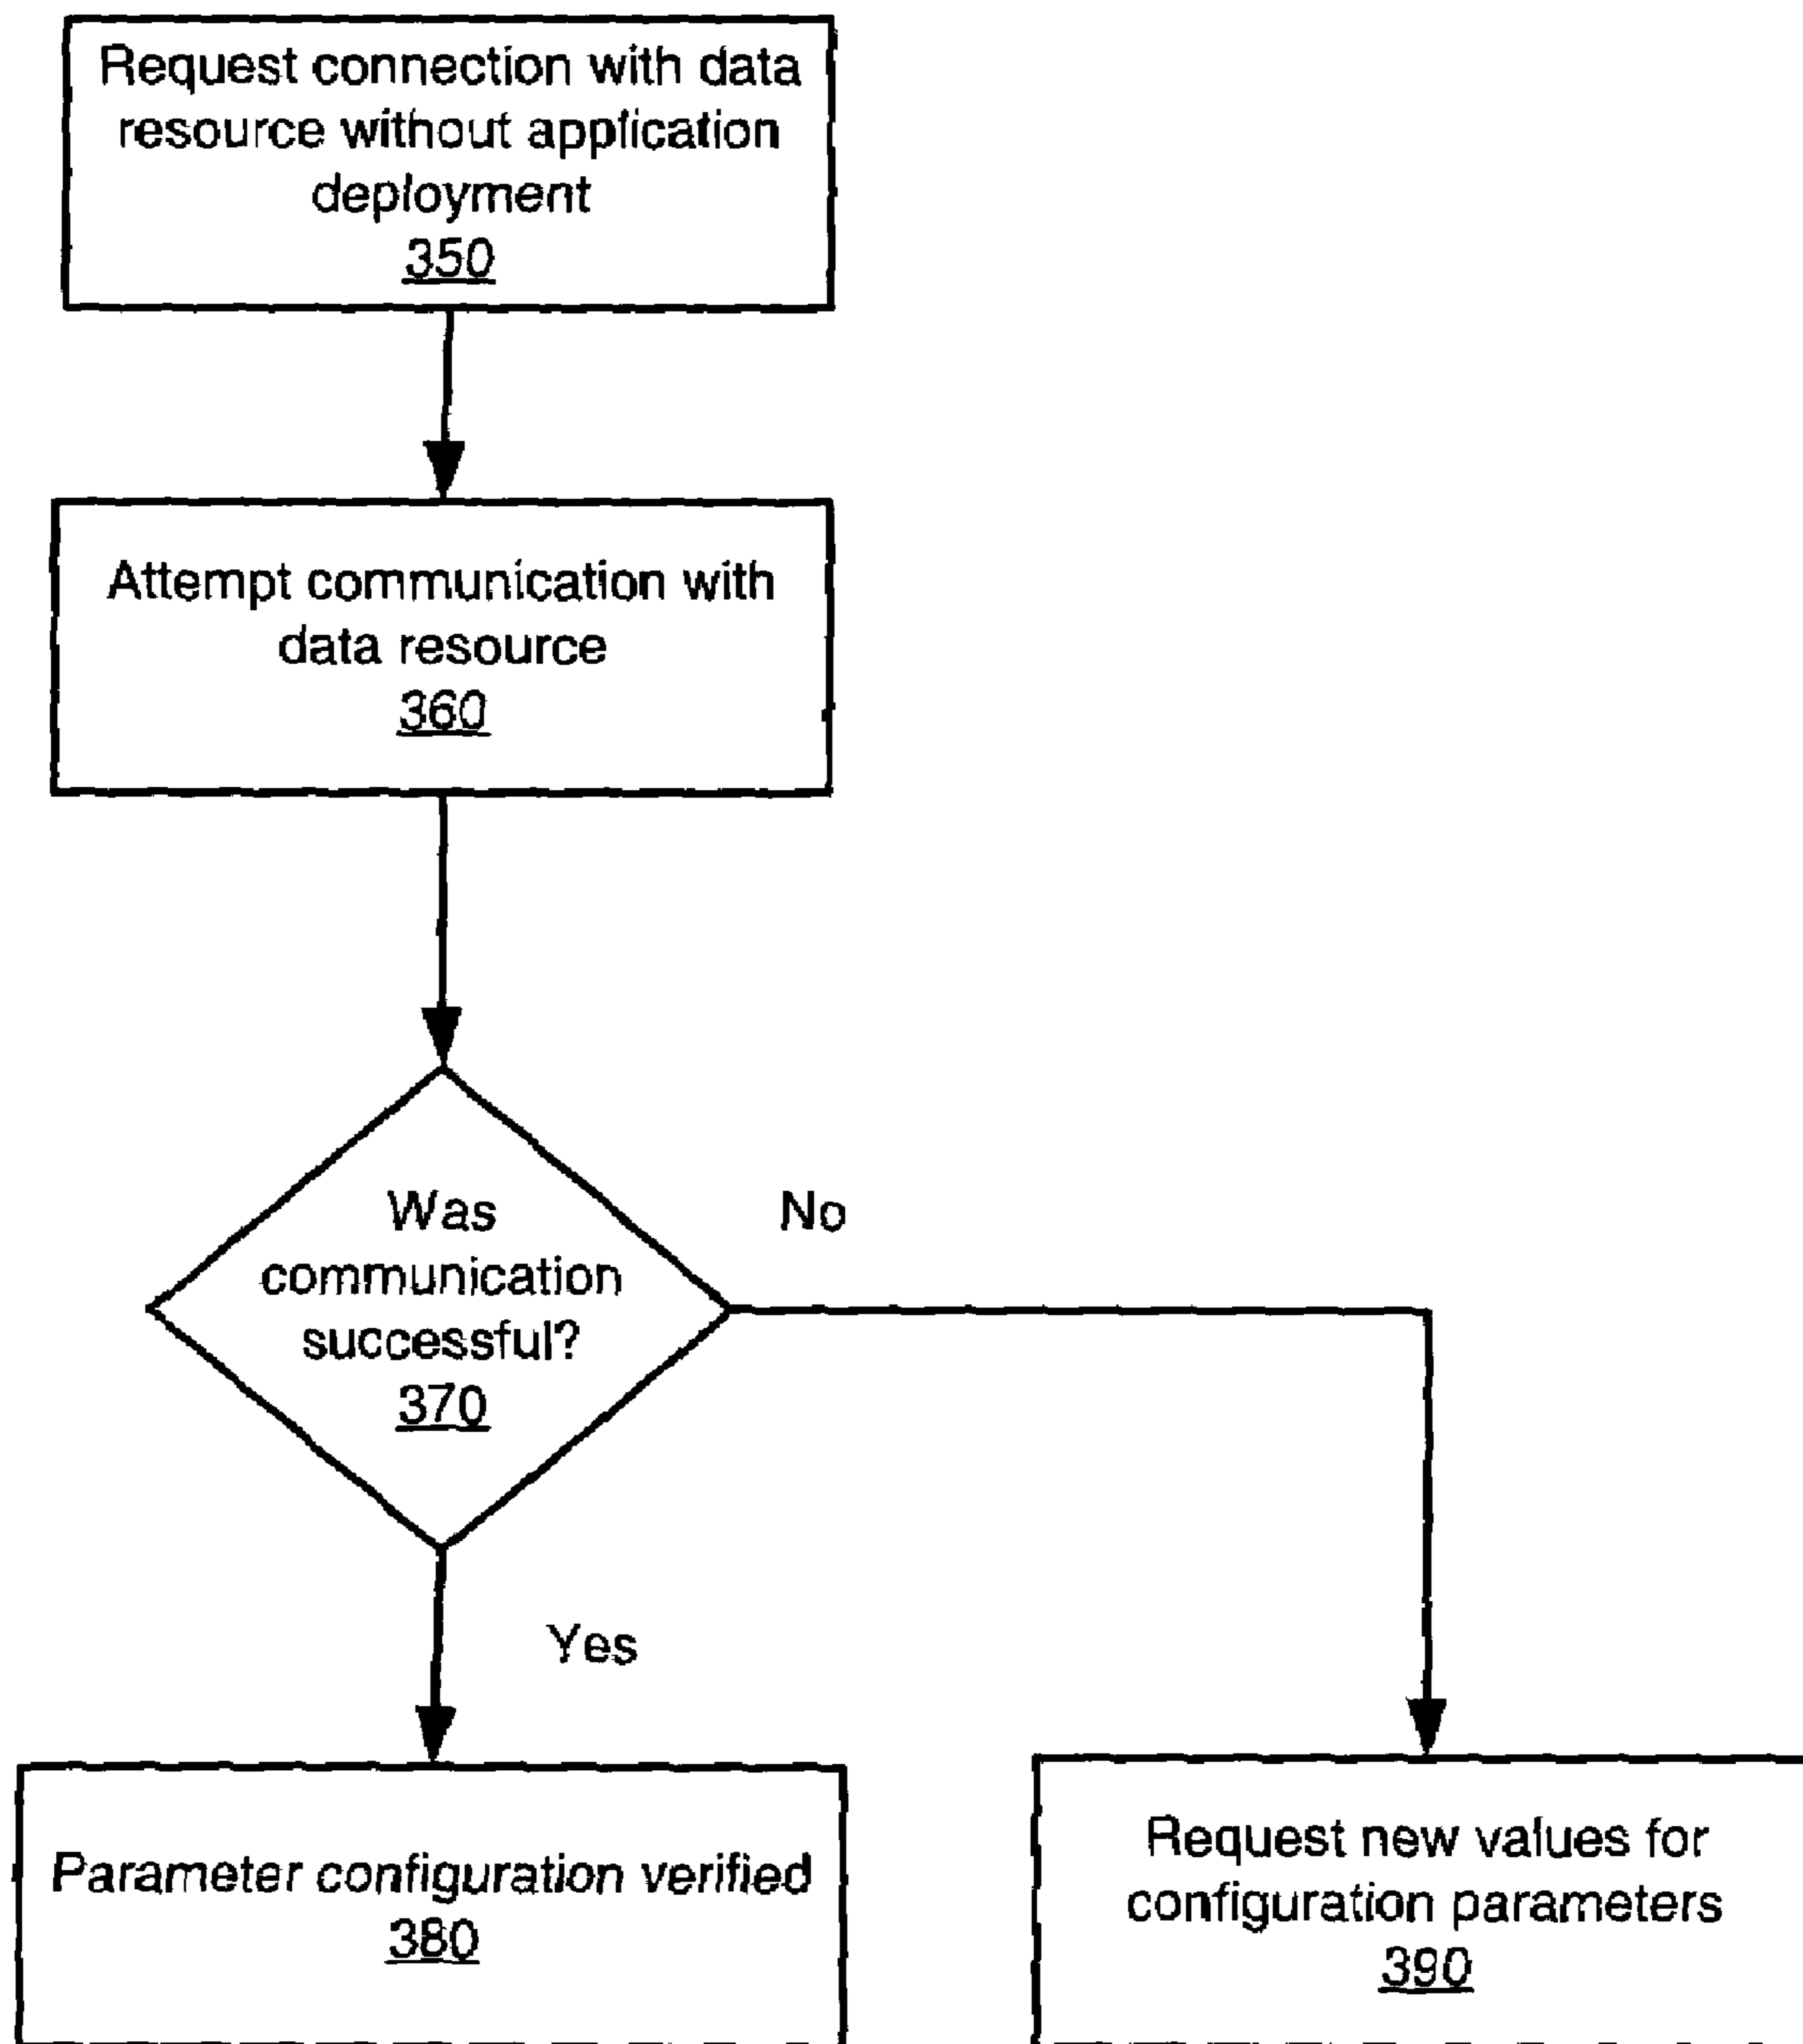 Request connection with data
resource without application
deployment
350
Attempt communication with
data resource
360
Was
communication
successful?
370
No
Yes
Parameter configuration verified
380
Request new values for
configuration parameters
390